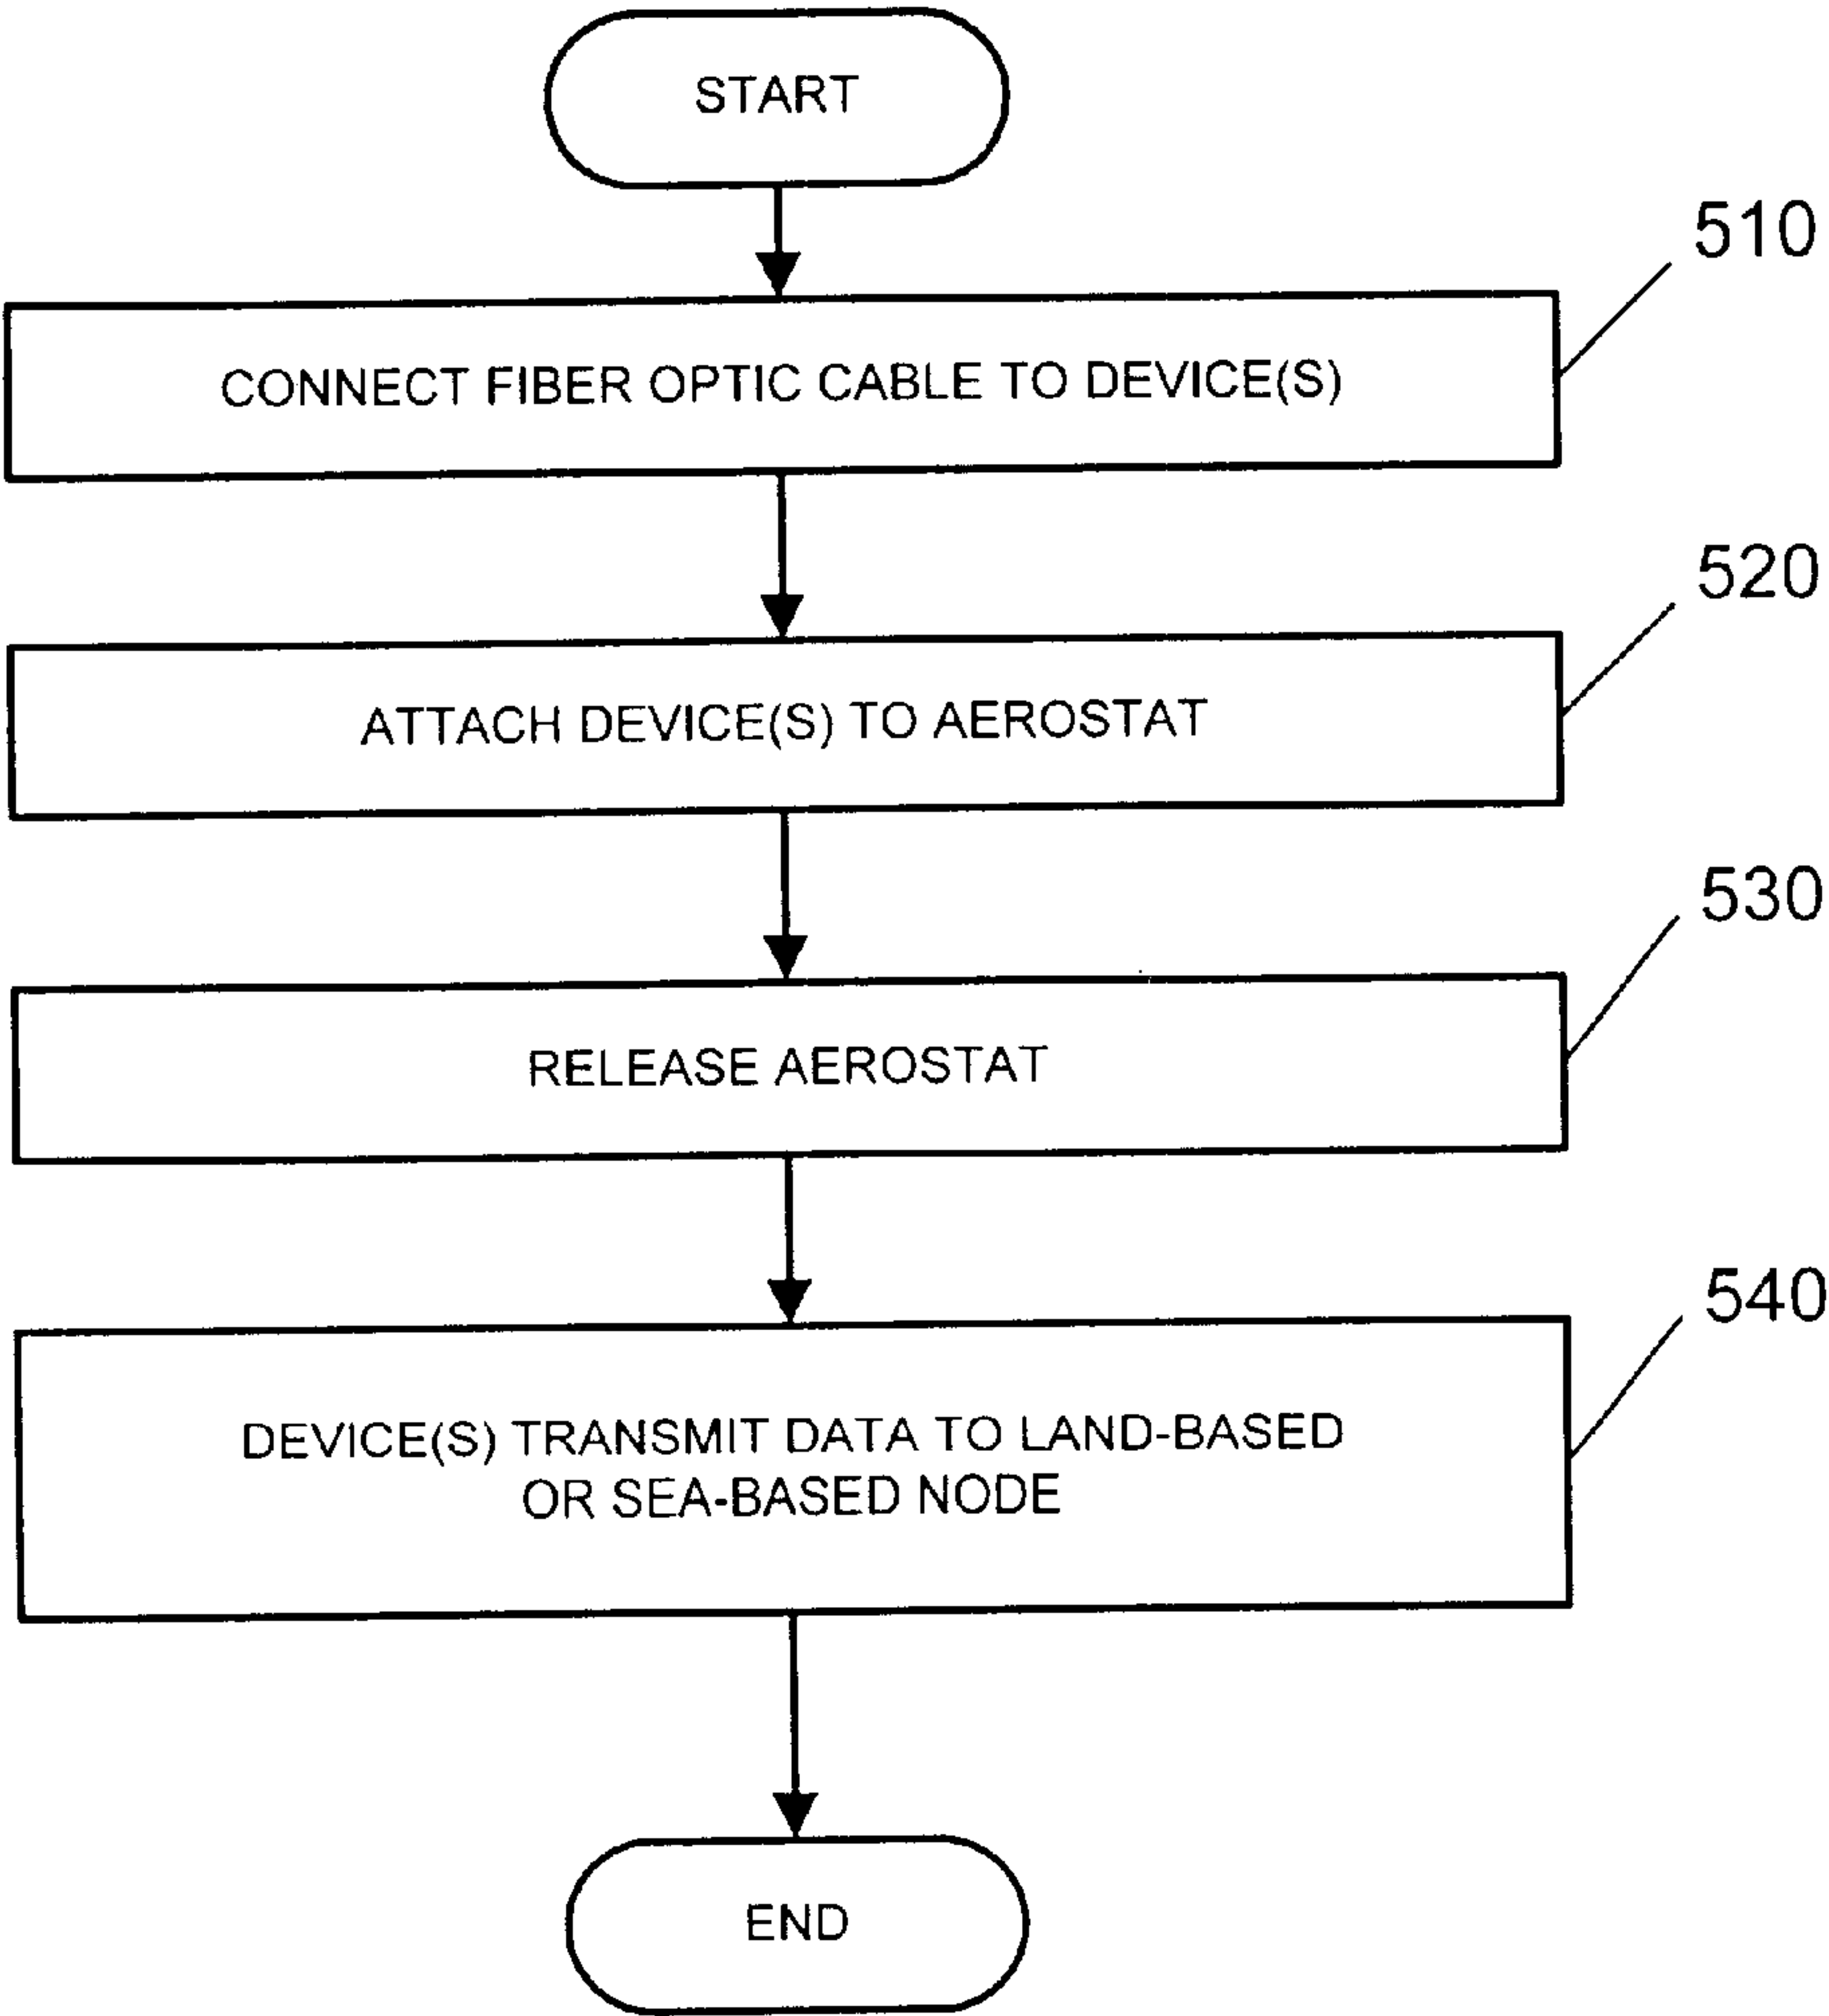 START
510
CONNECT FIBER OPTIC CABLE TO DEVICE(S)
520
ATTACH DEVICE(S) TO AEROSTAT
530
RELEASE AEROSTAT
540
DEVICE(S) TRANSMIT DATA TO LAND-BASED
OR SEA-BASED NODE
END